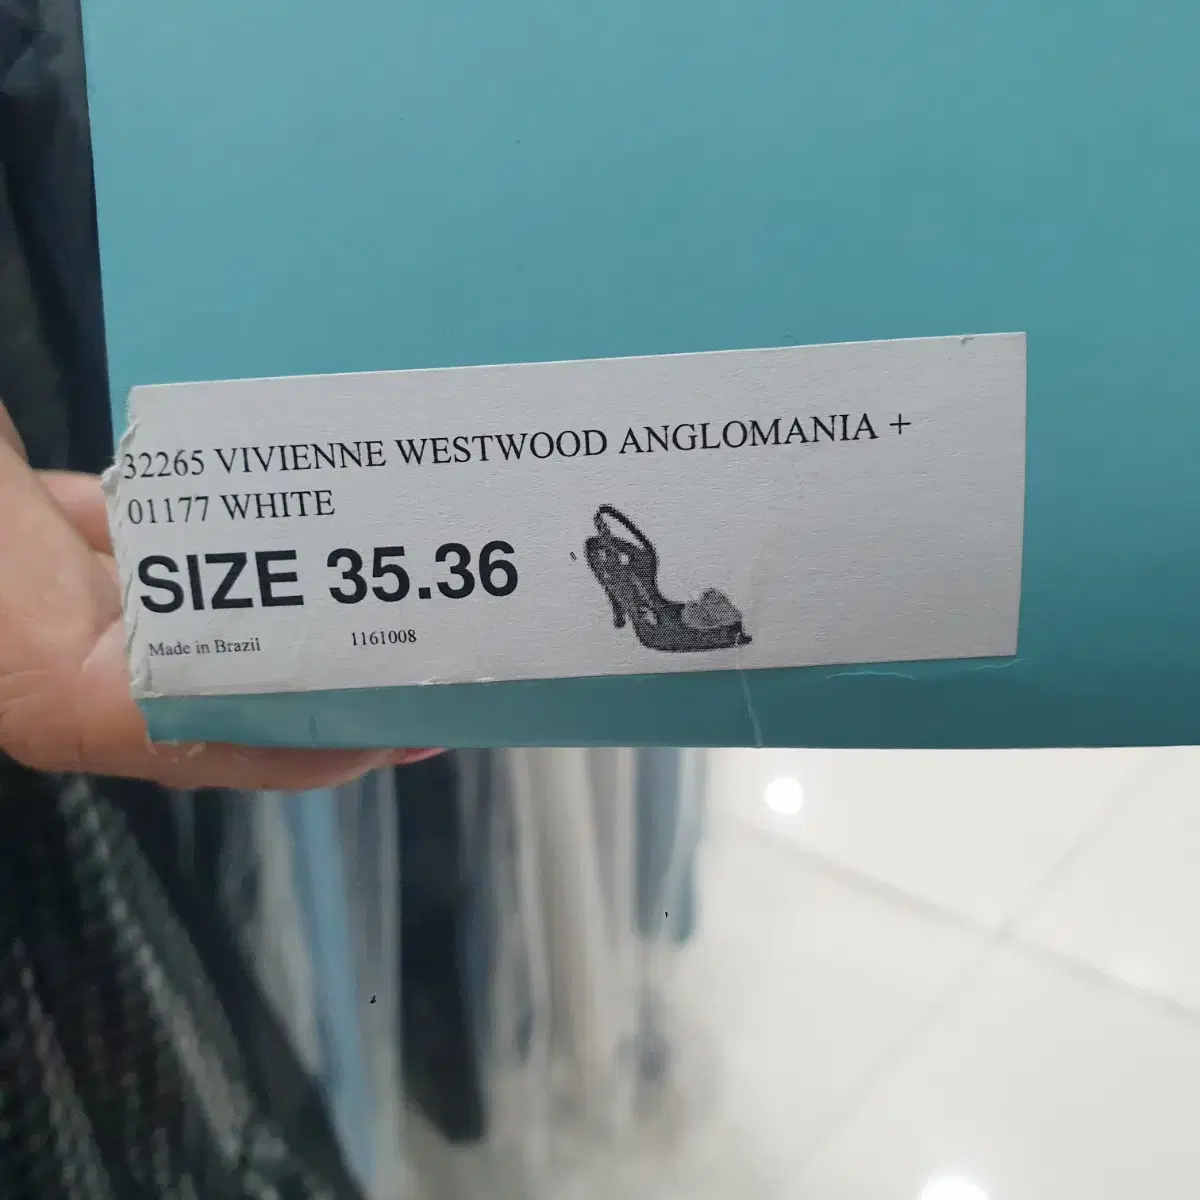 32265 VIVIENNE WESTWOOD ANGLOMANIA +
01177 WHITE
SIZE 35.36
Made in Brazil 1161008